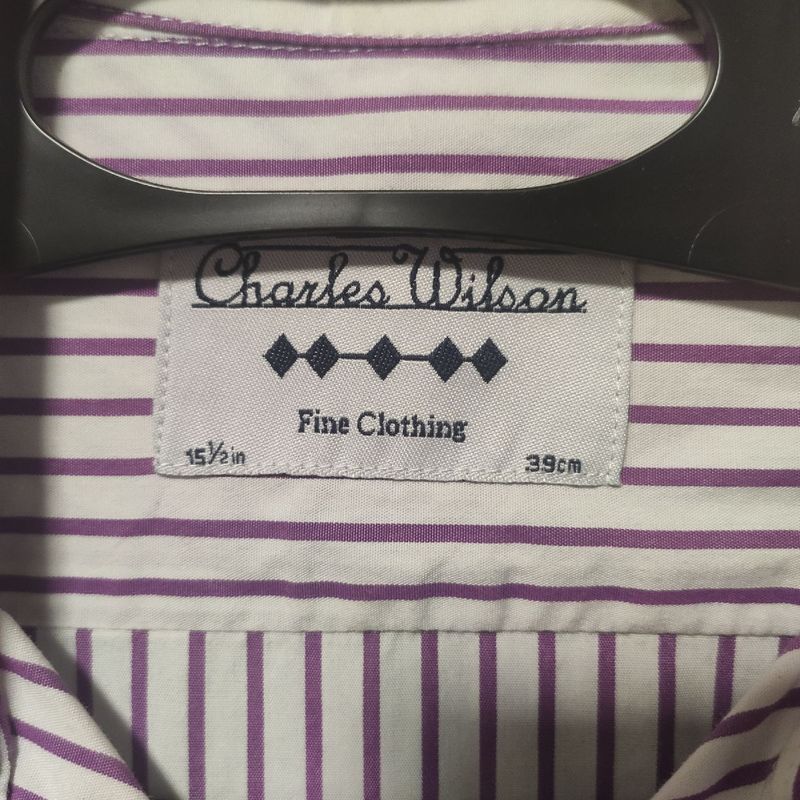 Charles Wilson
Fine Clothing
15½in 39cm